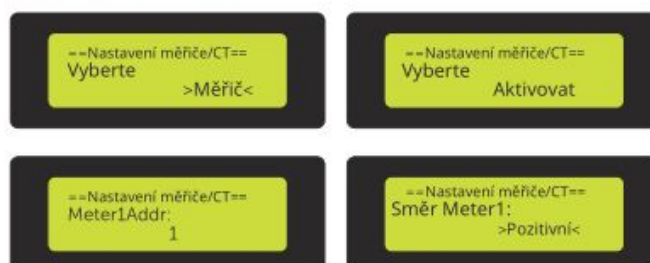 ==Nastavení měřiče/CT==
Vyberte
>Měřič<
==Nastavení měřiče/CT==
Vyberte
Aktivovat
==Nastavení měřiče/CT==
Meter1Addr:
1
==Nastavení měřiče/CT==
Směr Meter1:
>Pozitivní<